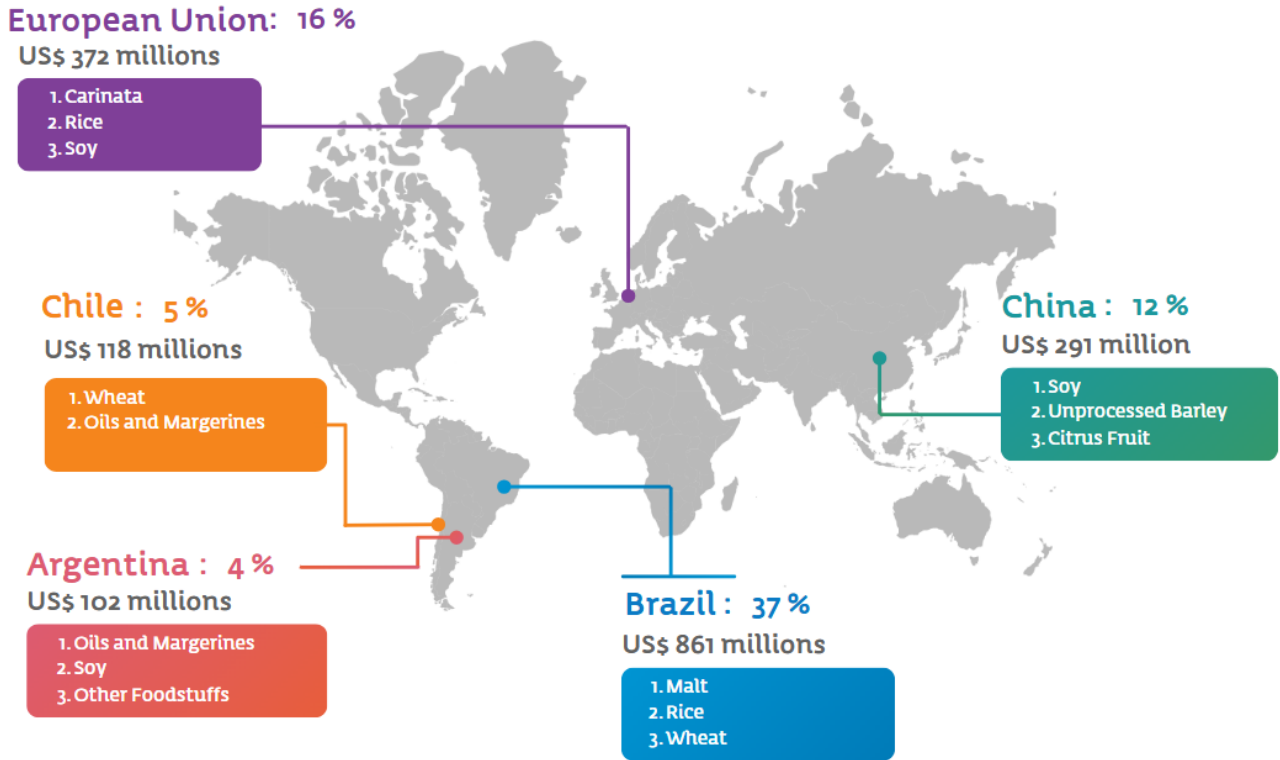 European Union: 16 %
US$ 372 millions
1. Carinata
2. Rice
3. Soy
Chile : 5 %
US$ 118 millions
1. Wheat
2. Oils and Margerines
China : 12 %
US$ 291 million
1. Soy
2. Unprocessed Barley
3. Citrus Fruit
Argentina : 4 %
US$ 102 millions
1. Oils and Margerines
2. Soy
3. Other Foodstuffs
Brazil : 37 %
US$ 861 millions
1. Malt
2. Rice
3. Wheat